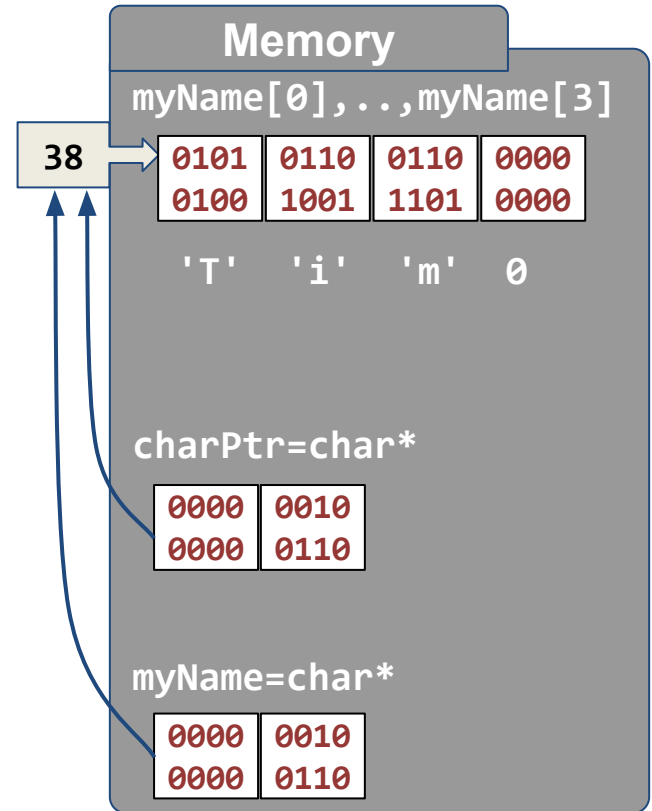 Memory
myName[0],..,myName[3]
38
0101 0110 0110 0000
0100 1001 1101 0000
'T' 'i' 'm' 0
charPtr=char*
0000 0010
0000 0110
myName=char*
0000 0010
0000 0110